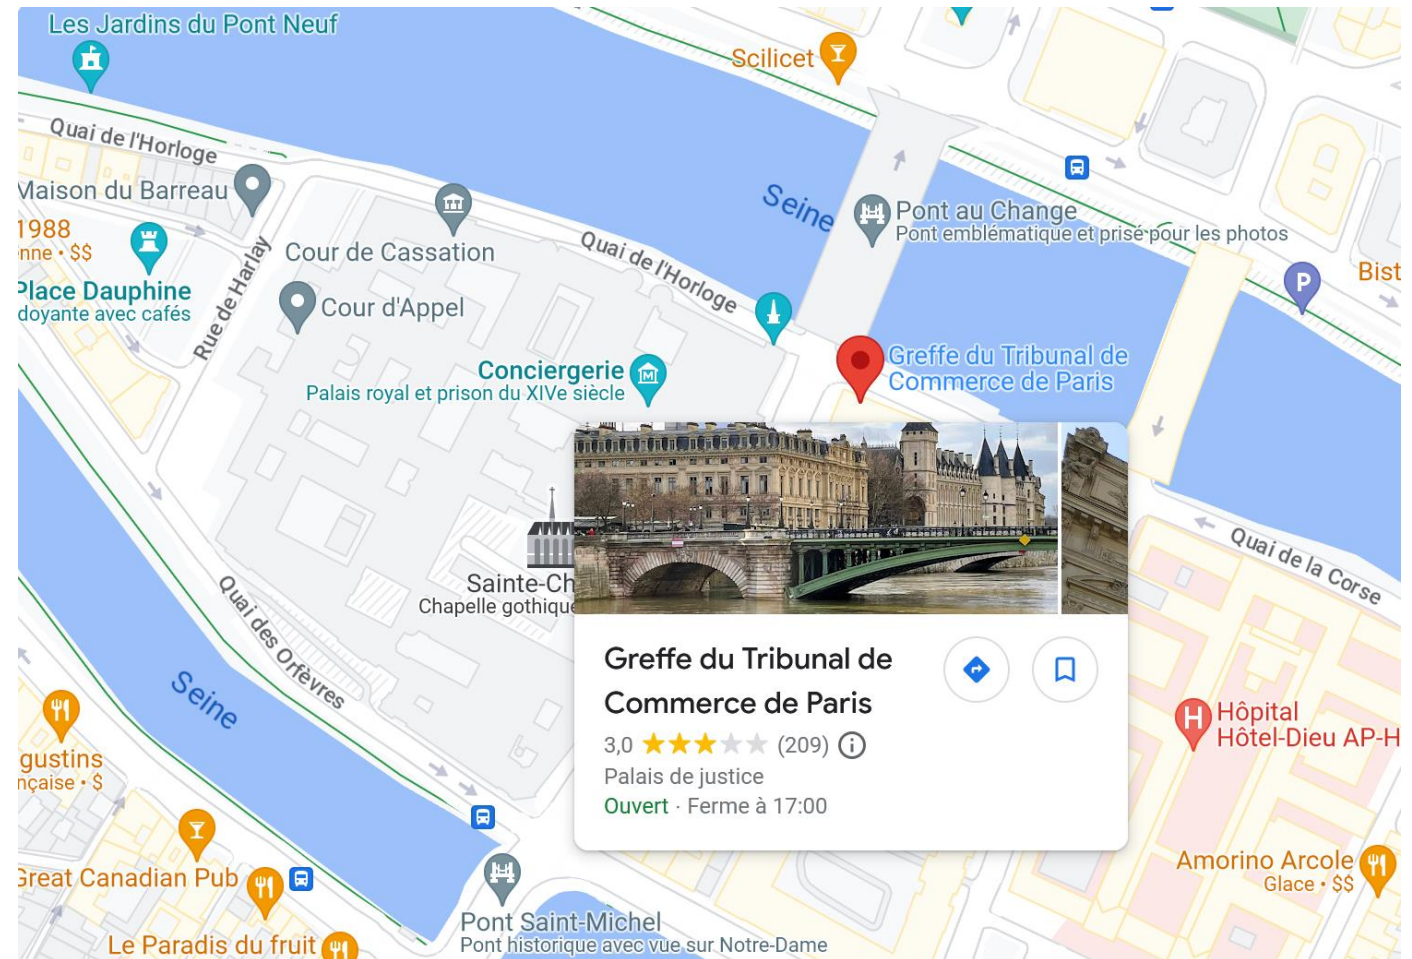 Les Jardins du Pont Neuf
Scilicet
Quai de l'Horloge
Maison du Barreau
1988
nne • $$
Place Dauphine
doyante avec cafés
Rue de Harlay
Cour de Cassation
Cour d'Appel
Quai de l'Horloge
Seine
Pont au Change
Pont emblématique et prisé pour les photos
P
Bist
Conciergerie
Palais royal et prison du XIVe siècle
M
Greffe du Tribunal de
Commerce de Paris
Quai de la Corse
Sainte-Ch
Chapelle gothique
Quai des Orfèvres
Seine
Greffe du Tribunal de
Commerce de Paris
3,0 (209)
Palais de justice
Ouvert · Ferme à 17:00
H
Hôpital
Hôtel-Dieu AP-H
gustins
nçaise • $
Great Canadian Pub
Le Paradis du fruit
Pont Saint-Michel
Pont historique avec vue sur Notre-Dame
Amorino Arcole
Glace • $$